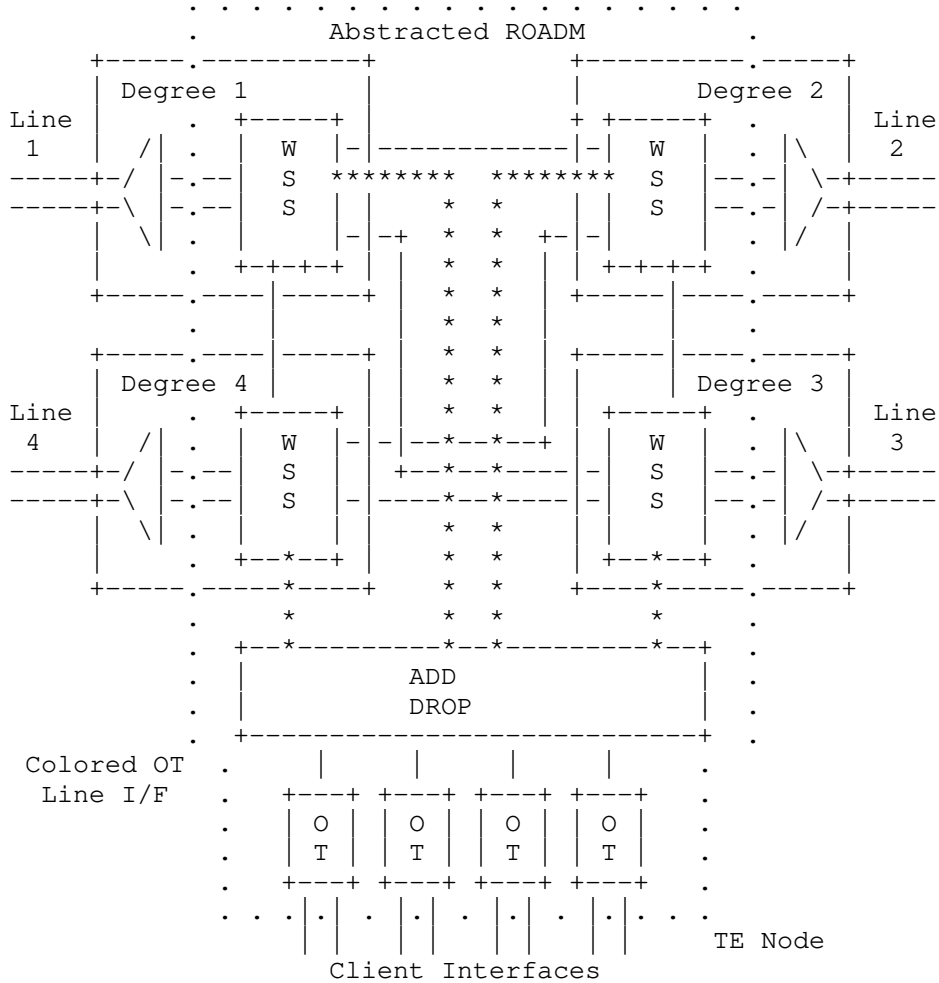 Abstracted ROADM
Degree 1 Degree 2
Line Line
1 W W 2
S S
S S
Degree 4 Degree 3
Line Line
4 W W 3
S S
S S
ADD
DROP
Colored OT
Line I/F
O O O O
T T T T
TE Node
Client Interfaces